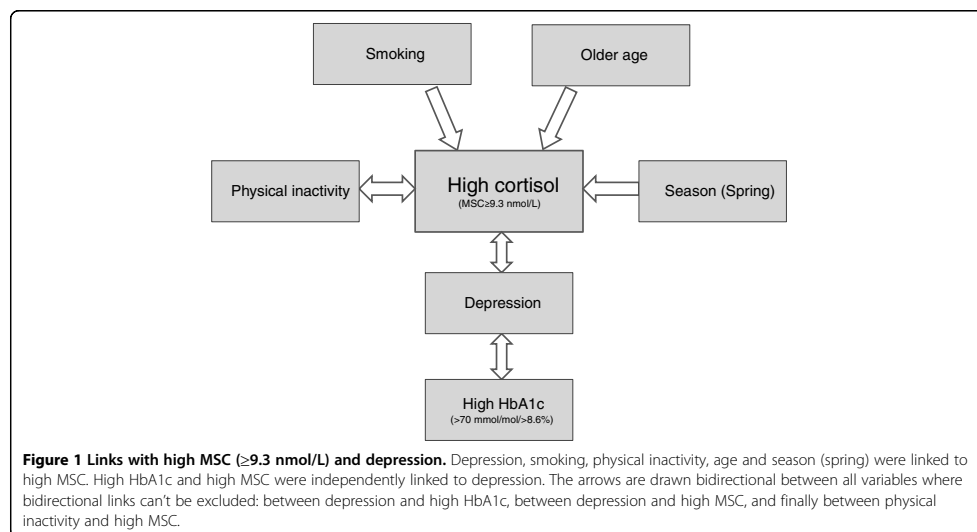 Smoking
Older age
Physical inactivity
High cortisol
(MSC≥9.3 nmol/L)
Season (Spring)
Depression
High HbA1c
(>70 mmol/mol/>8.6%)
Figure 1 Links with high MSC (≥9.3 nmol/L) and depression. Depression, smoking, physical inactivity, age and season (spring) were linked to
high MSC. High HbA1c and high MSC were independently linked to depression. The arrows are drawn bidirectional between all variables where
bidirectional links can't be excluded: between depression and high HbA1c, between depression and high MSC, and finally between physical
inactivity and high MSC.